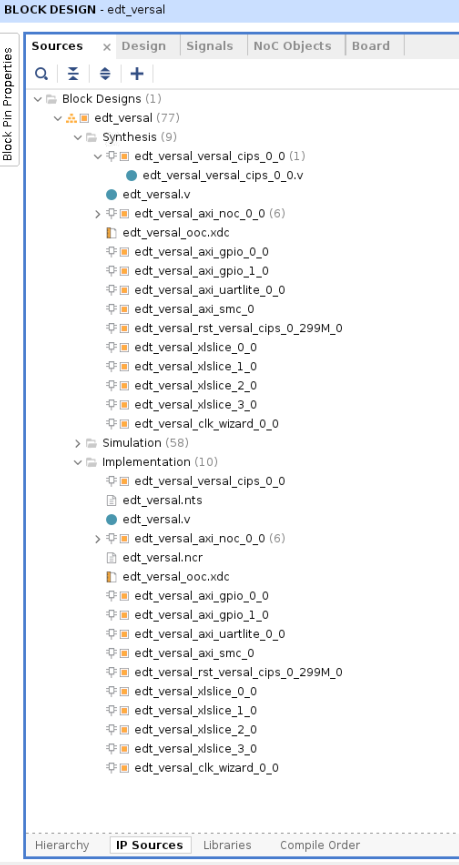 BLOCK DESIGN - edt_versal
Block Pin Properties
Sources × Design Signals NoC Objects Board
Block Designs (1)
edt_versal (77)
Synthesis (9)
edt_versal_versal_cips_0_0 (1)
edt_versal_versal_cips_0_0.v
edt_versal.v
edt_versal_axi_noc_0_0 (6)
edt_versal_ooc.xdc
edt_versal_axi_gpio_0_0
edt_versal_axi_gpio_1_0
edt_versal_axi_uartlite_0_0
edt_versal_axi_smc_0
edt_versal_rst_versal_cips_0_299M_0
edt_versal_xlslice_0_0
edt_versal_xlslice_1_0
edt_versal_xlslice_2_0
edt_versal_xlslice_3_0
edt_versal_clk_wizard_0_0
Simulation (58)
Implementation (10)
edt_versal_versal_cips_0_0
edt_versal.nts
edt_versal.v
edt_versal_axi_noc_0_0 (6)
edt_versal.ncr
edt_versal_ooc.xdc
edt_versal_axi_gpio_0_0
edt_versal_axi_gpio_1_0
edt_versal_axi_uartlite_0_0
edt_versal_axi_smc_0
edt_versal_rst_versal_cips_0_299M_0
edt_versal_xlslice_0_0
edt_versal_xlslice_1_0
edt_versal_xlslice_2_0
edt_versal_xlslice_3_0
edt_versal_clk_wizard_0_0
Hierarchy IP Sources Libraries Compile Order